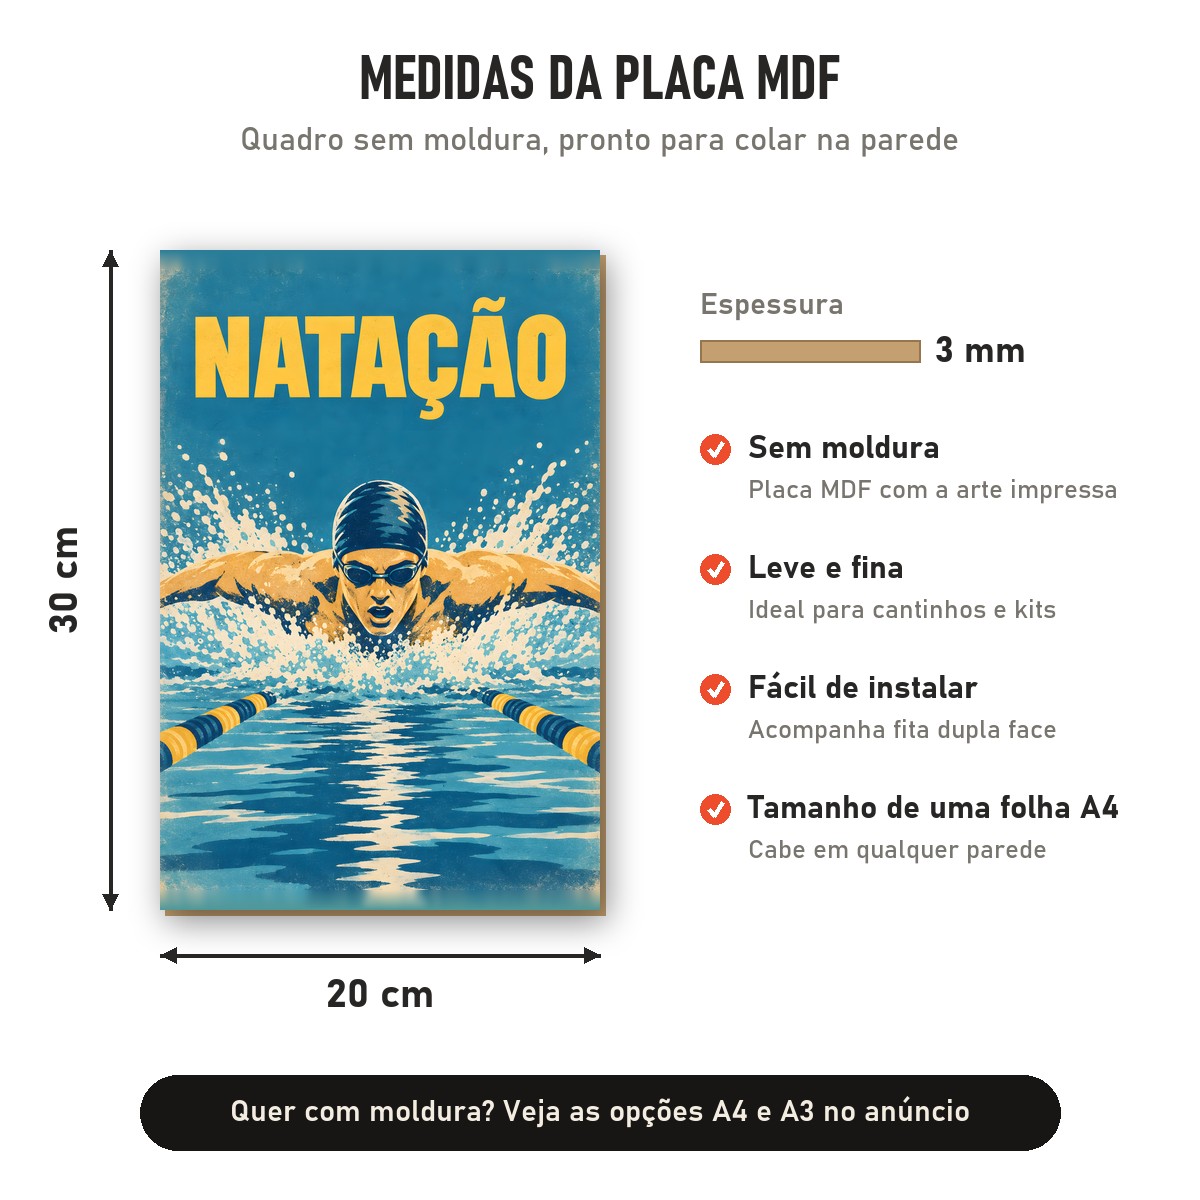 MEDIDAS DA PLACA MDF
Quadro sem moldura, pronto para colar na parede
NATAÇÃO
30 cm
20 cm
Espessura
3 mm
Sem moldura
Placa MDF com a arte impressa
Leve e fina
Ideal para cantinhos e kits
Fácil de instalar
Acompanha fita dupla face
Tamanho de uma folha A4
Cabe em qualquer parede
Quer com moldura? Veja as opções A4 e A3 no anúncio